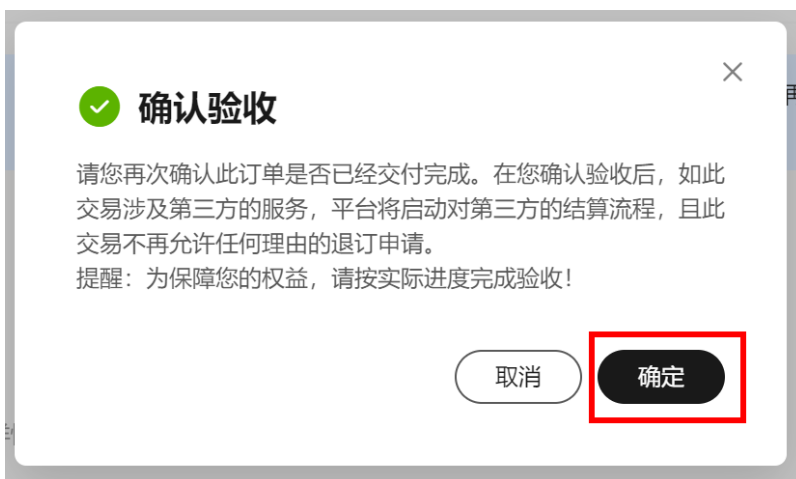 确认验收
请您再次确认此订单是否已经交付完成。在您确认验收后，如此
交易涉及第三方的服务，平台将启动对第三方的结算流程，且此
交易不再允许任何理由的退订申请。
提醒：为保障您的权益，请按实际进度完成验收！
取消
确定